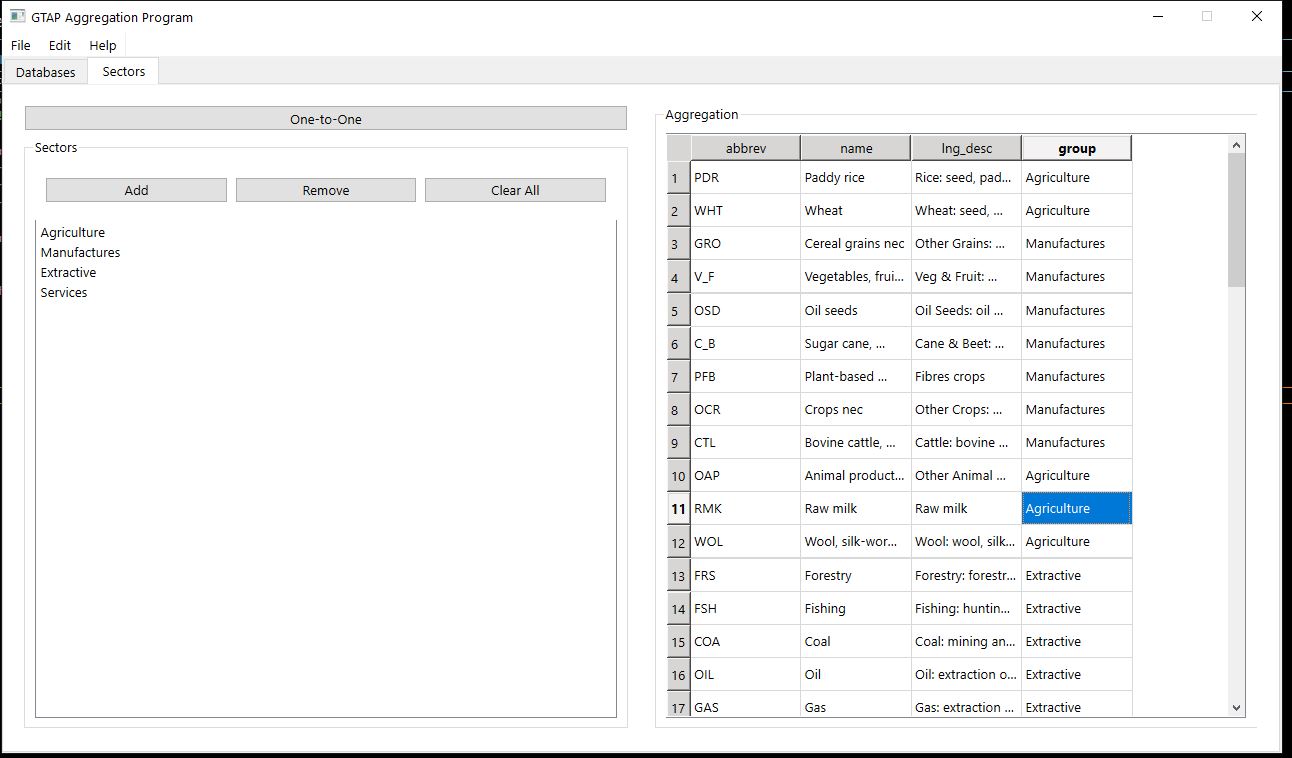 GTAP Aggregation Program
File Edit Help
Databases Sectors
One-to-One
Sectors
Add Remove Clear All
Agriculture
Manufactures
Extractive
Services
Aggregation
abbrev name lng_desc group
1 PDR Paddy rice Rice: seed, pad... Agriculture
2 WHT Wheat Wheat: seed, ... Agriculture
3 GRO Cereal grains nec Other Grains: ... Manufactures
4 V_F Vegetables, frui... Veg & Fruit: ... Manufactures
5 OSD Oil seeds Oil Seeds: oil ... Manufactures
6 C_B Sugar cane, ... Cane & Beet: ... Manufactures
7 PFB Plant-based ... Fibres crops Manufactures
8 OCR Crops nec Other Crops: ... Manufactures
9 CTL Bovine cattle, ... Cattle: bovine ... Manufactures
10 OAP Animal product... Other Animal ... Agriculture
11 RMK Raw milk Raw milk Agriculture
12 WOL Wool, silk-wor... Wool: wool, silk... Agriculture
13 FRS Forestry Forestry: forestr... Extractive
14 FSH Fishing Fishing: huntin... Extractive
15 COA Coal Coal: mining an... Extractive
16 OIL Oil Oil: extraction o... Extractive
17 GAS Gas Gas: extraction ... Extractive